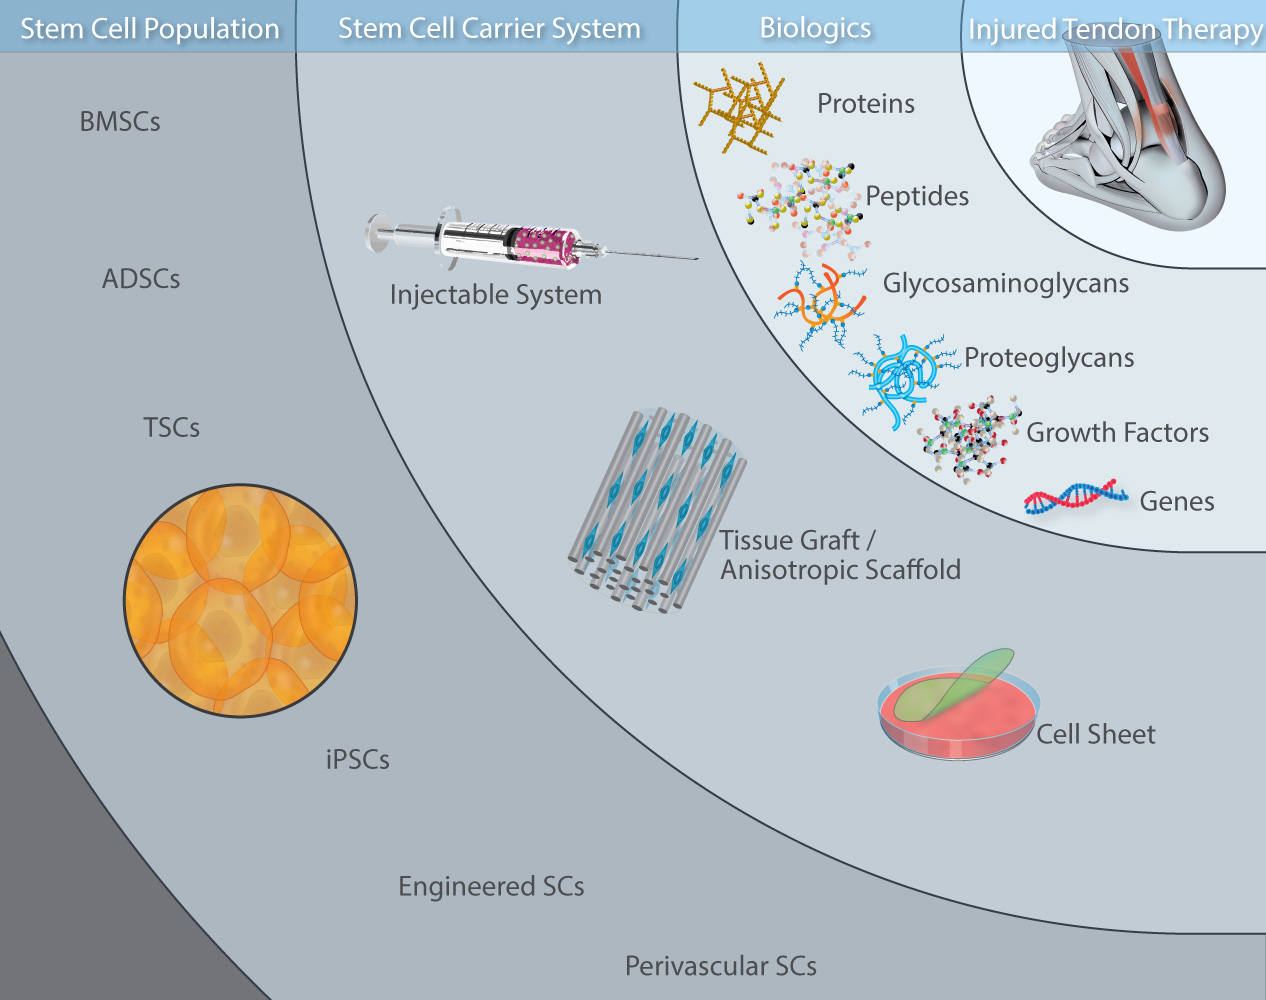 Stem Cell Population
Stem Cell Carrier System
Biologics
Injured Tendon Therapy
BMSCs
ADSCs
TSCs
iPSCs
Engineered SCs
Perivascular SCs
Injectable System
Tissue Graft /
Anisotropic Scaffold
Cell Sheet
Proteins
Peptides
Glycosaminoglycans
Proteoglycans
Growth Factors
Genes